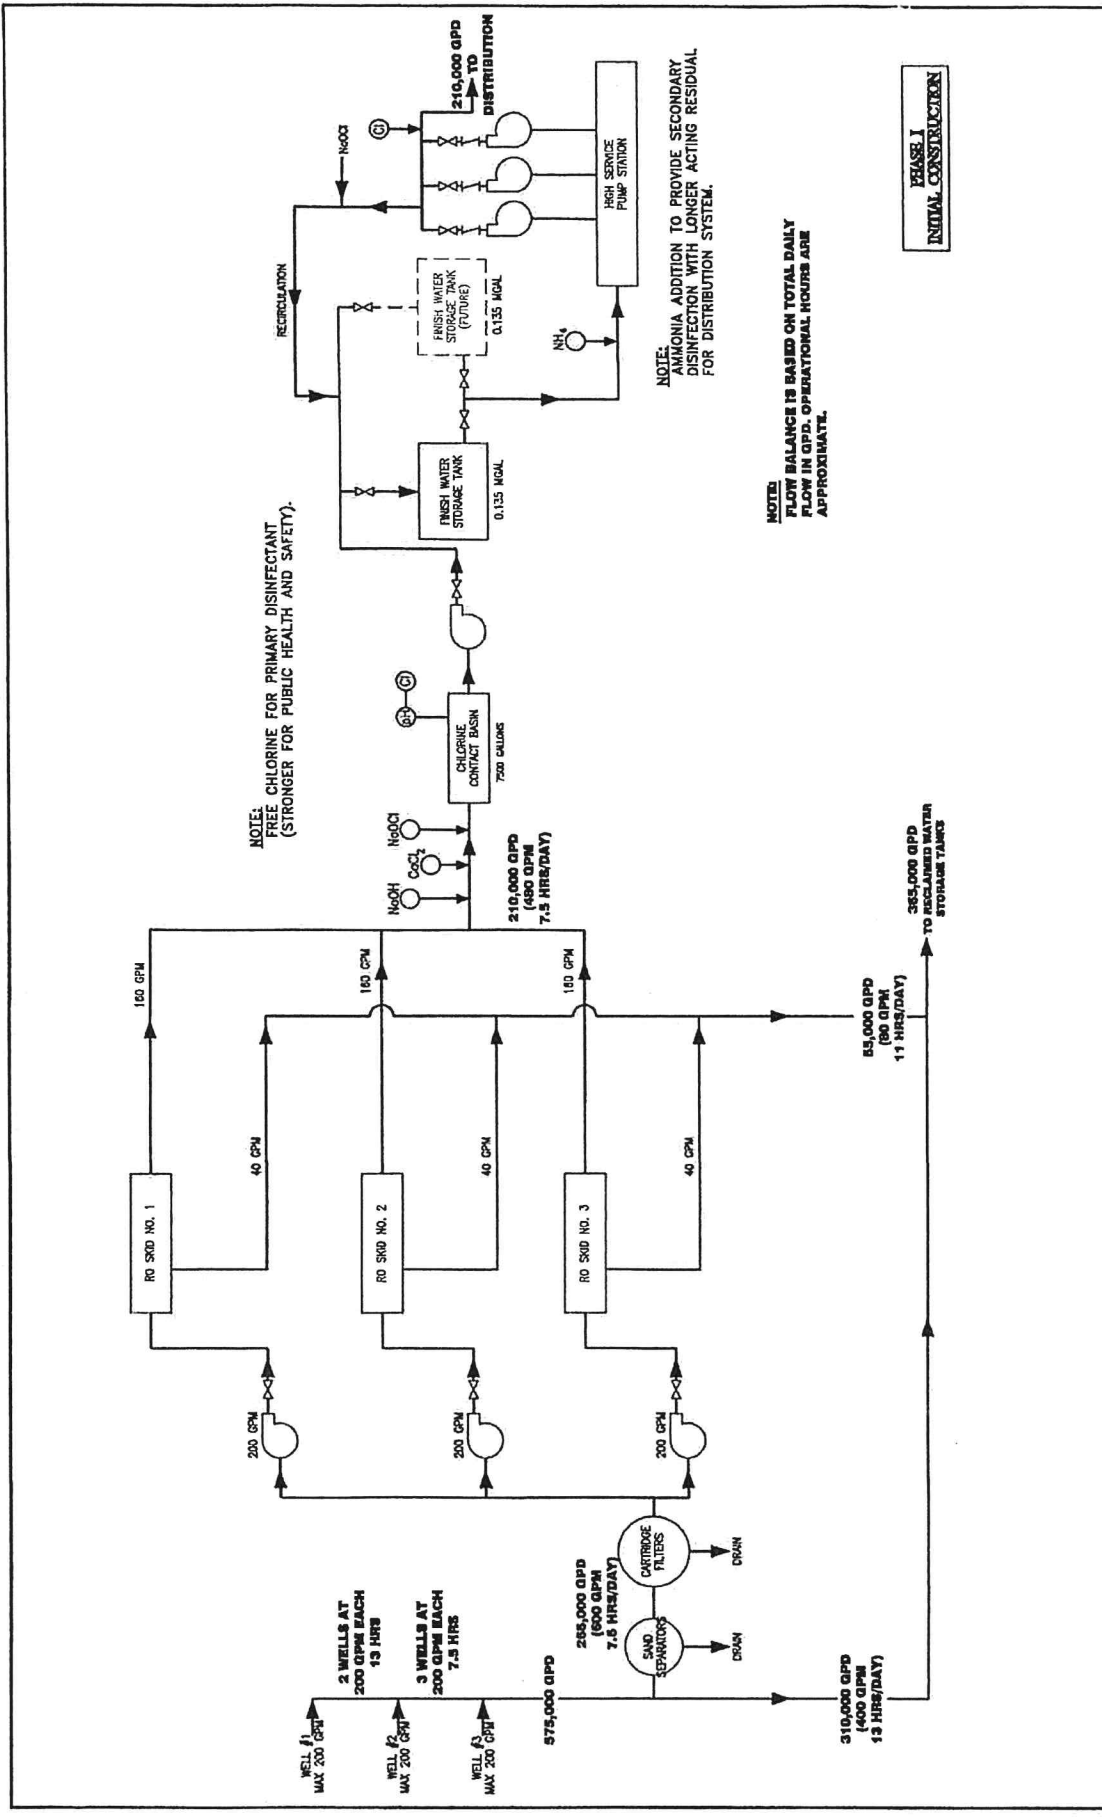 WELL #1
MAX 200 GPM
WELL #2
MAX 200 GPM
WELL #3
MAX 200 GPM
2 WELLS AT
200 GPM EACH
13 HRS
3 WELLS AT
200 GPM EACH
7.5 HRS
575,000 GPD
310,000 GPD
(400 GPM
13 HRS/DAY)
265,000 GPD
(600 GPM
7.5 HRS/DAY)
SAND
SEPARATORS
DRAIN
CARTRIDGE
FILTERS
DRAIN
200 GPM
200 GPM
200 GPM
RO SKID NO. 1
RO SKID NO. 2
RO SKID NO. 3
40 GPM
40 GPM
40 GPM
160 GPM
160 GPM
160 GPM
55,000 GPD
(80 GPM
11 HRS/DAY)
365,000 GPD
TO RECLAIMED WATER
STORAGE TANKS
210,000 GPD
(480 GPM
7.5 HRS/DAY)
NaOH
CaCl2
NaOCl
CHLORINE
CONTACT BASIN
7500 GALLONS
pH
Cl
NOTE:
FREE CHLORINE FOR PRIMARY DISINFECTANT
(STRONGER FOR PUBLIC HEALTH AND SAFETY).
FINISH WATER
STORAGE TANK
0.135 MGAL
FINISH WATER
STORAGE TANK
(FUTURE)
0.135 MGAL
RECIRCULATION
NaOCl
Cl
210,000 GPD
TO
DISTRIBUTION
NH4
HIGH SERVICE
PUMP STATION
NOTE:
AMMONIA ADDITION TO PROVIDE SECONDARY
DISINFECTION WITH LONGER ACTING RESIDUAL
FOR DISTRIBUTION SYSTEM.
NOTE:
FLOW BALANCE IS BASED ON TOTAL DAILY
FLOW IN GPD. OPERATIONAL HOURS ARE
APPROXIMATE.
PHASE I
INITIAL CONSTRUCTION